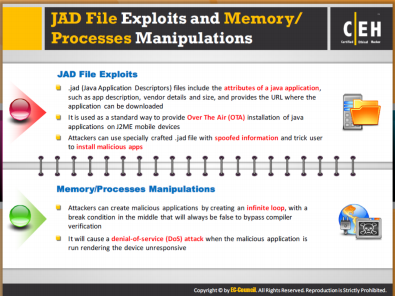 JAD File Exploits and Memory/
Processes Manipulations
CEH
Certified Ethical Hacker
JAD File Exploits
.jad (Java Application Descriptors) files include the attributes of a java application,
such as app description, vendor details and size, and provides the URL where the
application can be downloaded
It is used as a standard way to provide Over The Air (OTA) installation of java
applications on J2ME mobile devices
Attackers can use specially crafted .jad file with spoofed information and trick user
to install malicious apps
Memory/Processes Manipulations
Attackers can create malicious applications by creating an infinite loop, with a
break condition in the middle that will always be false to bypass compiler
verification
It will cause a denial-of-service (DoS) attack when the malicious application is
run rendering the device unresponsive
Copyright © by EC-Council. All Rights Reserved. Reproduction is Strictly Prohibited.